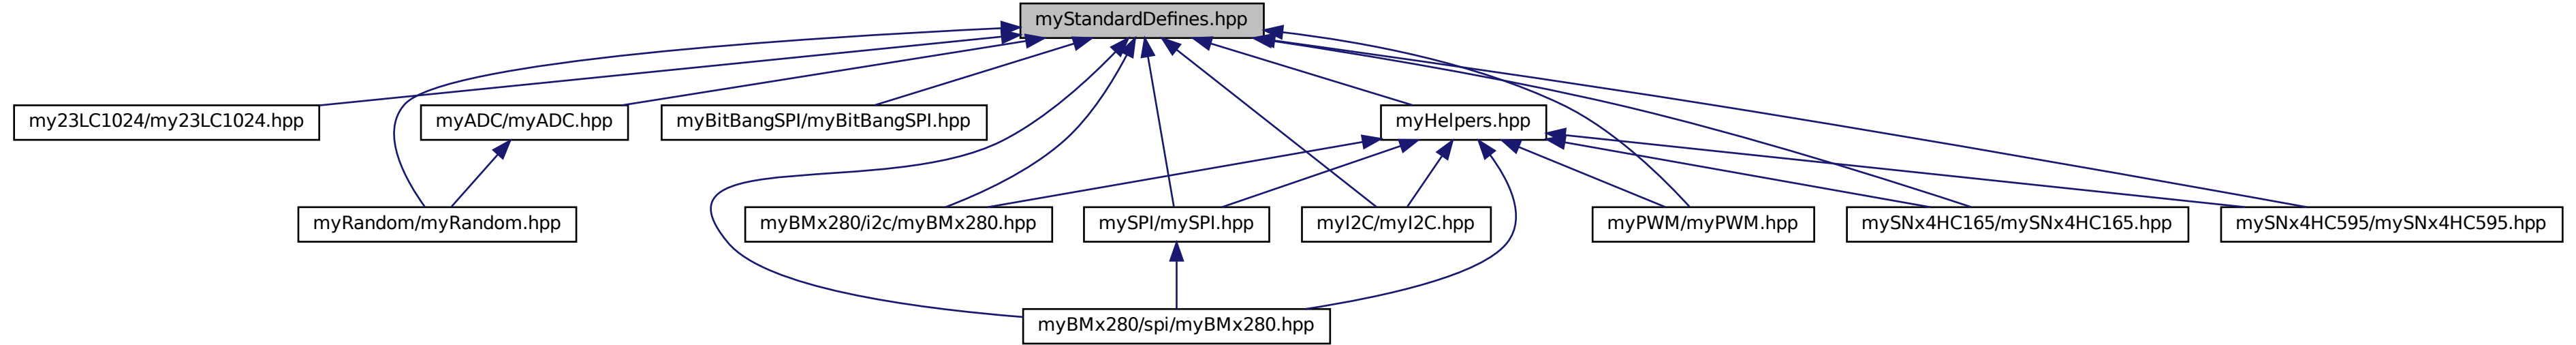 myStandardDefines.hpp
my23LC1024/my23LC1024.hpp
myADC/myADC.hpp
myBitBangSPI/myBitBangSPI.hpp
myHelpers.hpp
myRandom/myRandom.hpp
myBMx280/i2c/myBMx280.hpp
mySPI/mySPI.hpp
myI2C/myI2C.hpp
myPWM/myPWM.hpp
mySNx4HC165/mySNx4HC165.hpp
mySNx4HC595/mySNx4HC595.hpp
myBMx280/spi/myBMx280.hpp